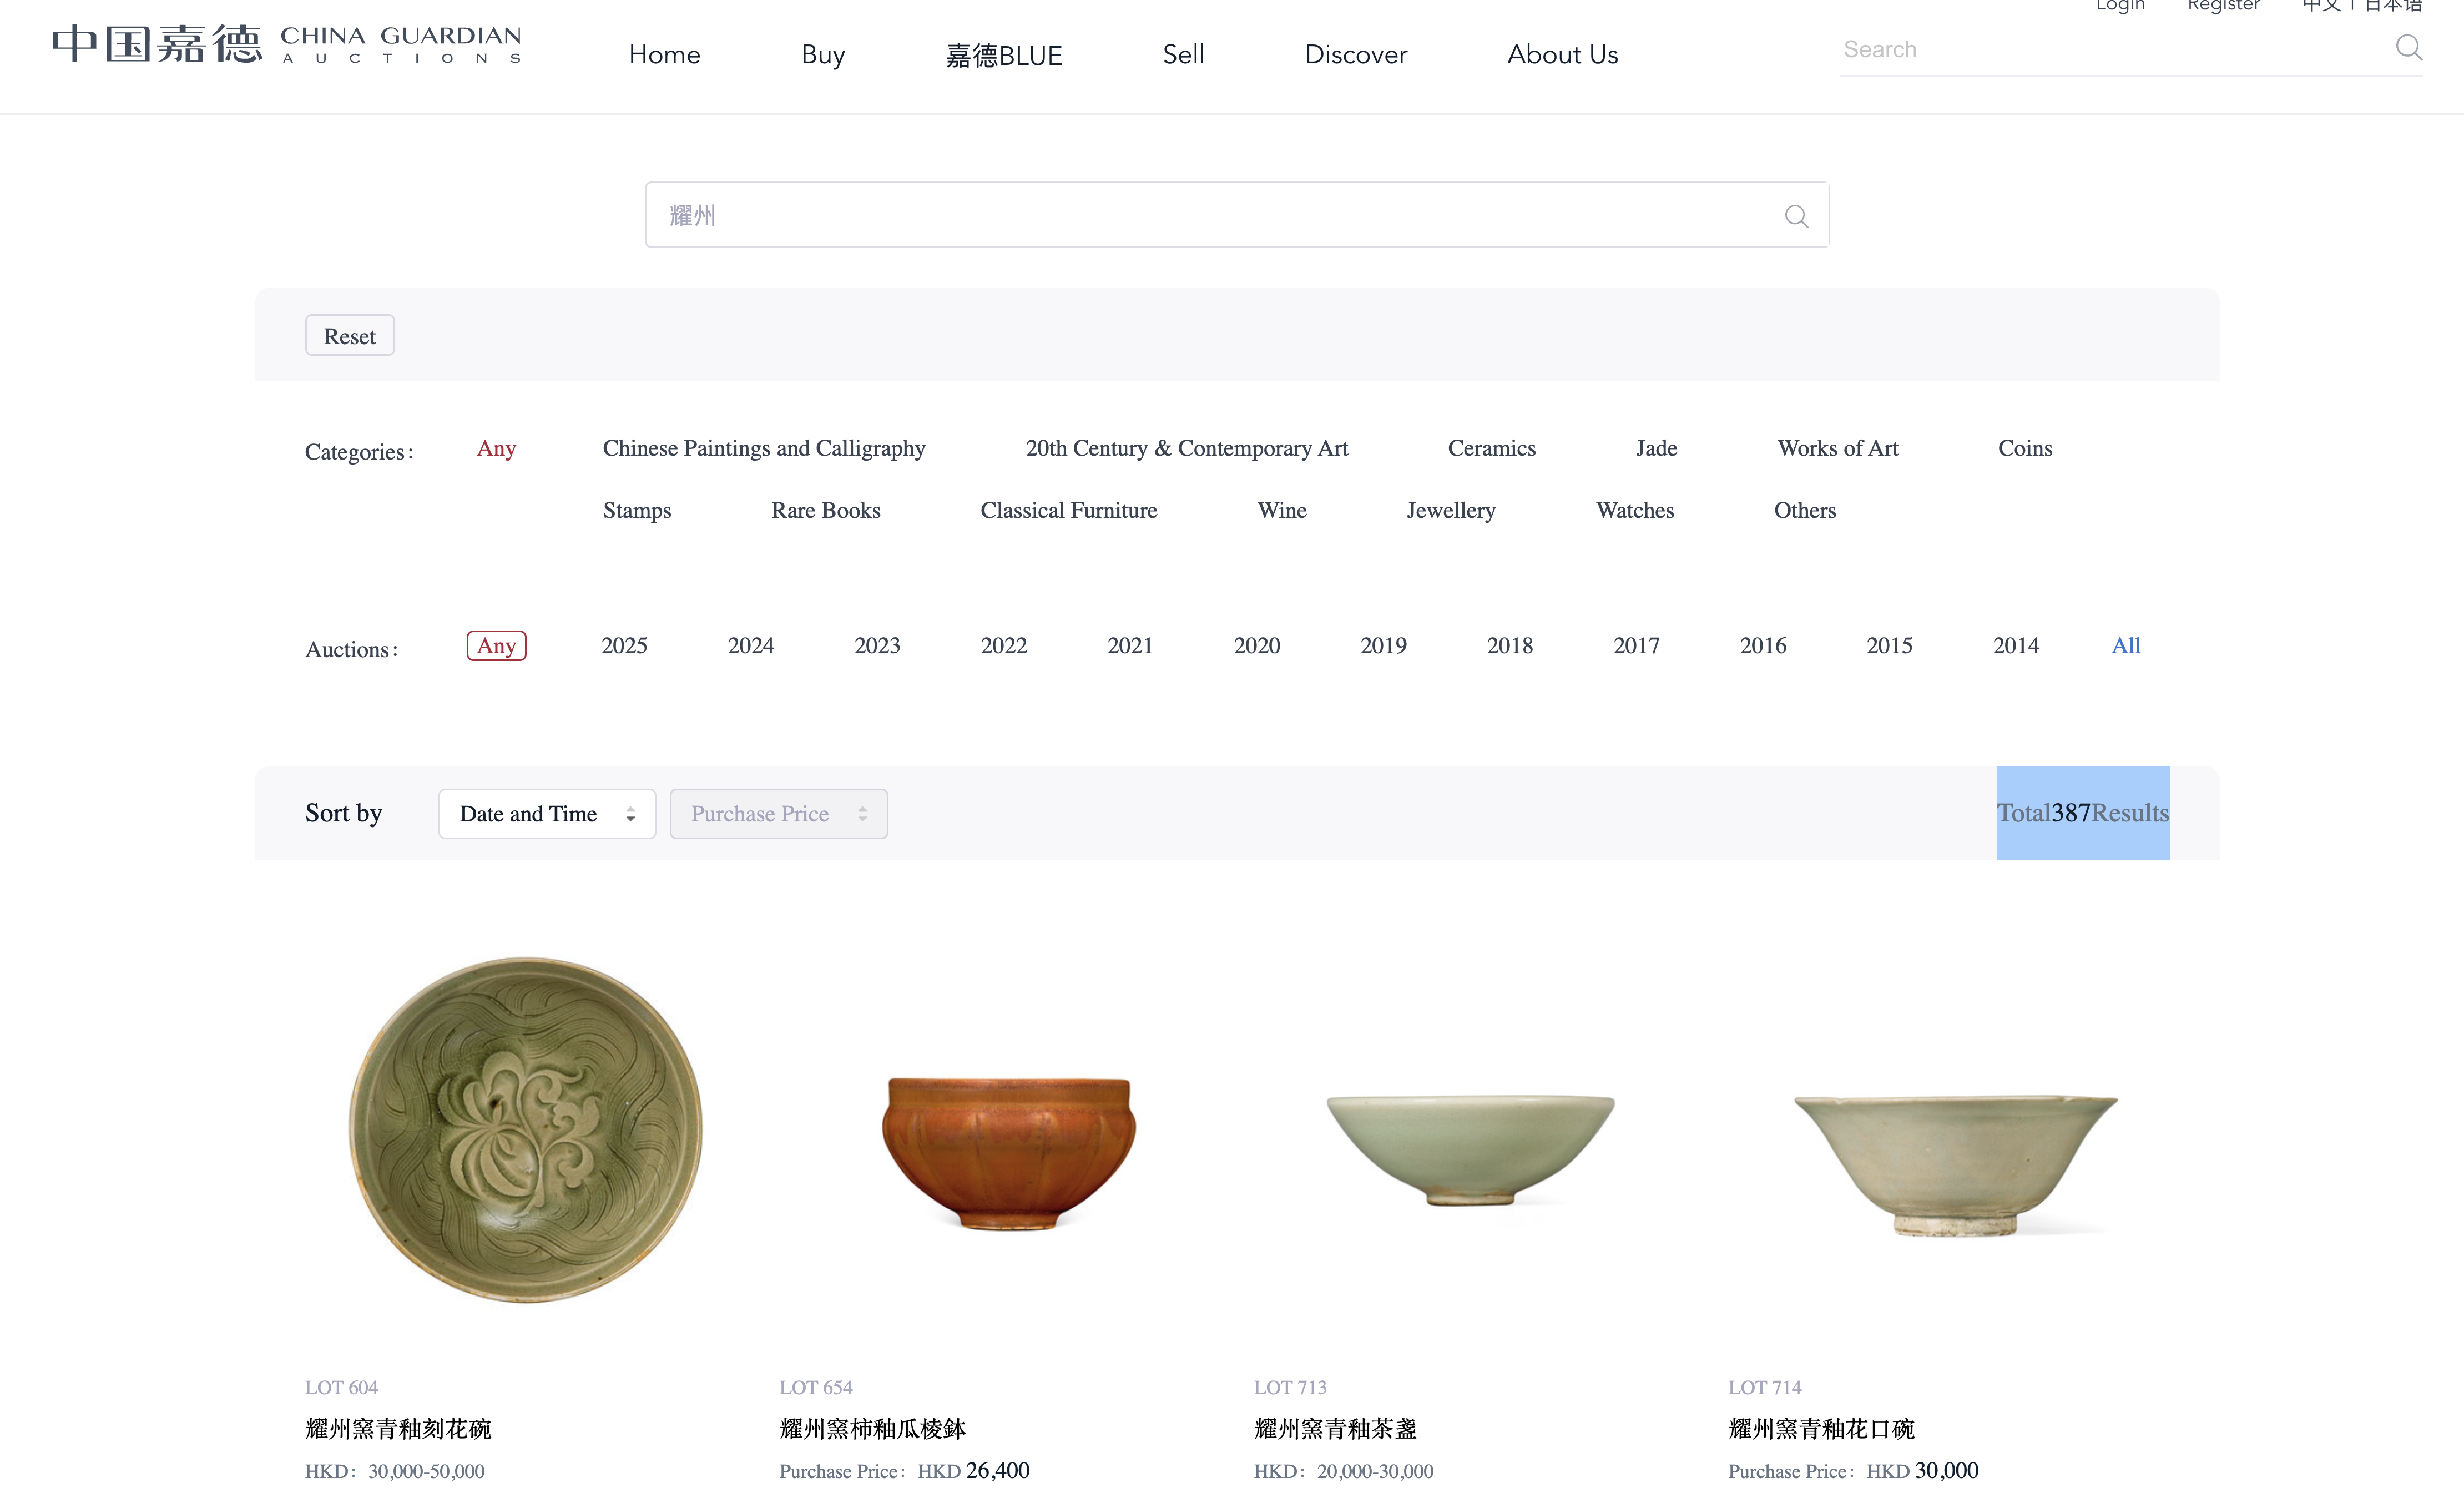 Login Register 中文 | 日本语
中国嘉德 CHINA GUARDIAN
AUCTIONS
Home Buy 嘉德BLUE Sell Discover About Us
Search
耀州
Reset
Categories: Any Chinese Paintings and Calligraphy 20th Century & Contemporary Art Ceramics Jade Works of Art Coins
Stamps Rare Books Classical Furniture Wine Jewellery Watches Others
Auctions: Any 2025 2024 2023 2022 2021 2020 2019 2018 2017 2016 2015 2014 All
Sort by Date and Time Purchase Price Total387Results
LOT 604
耀州窯青釉刻花碗
HKD: 30,000-50,000
LOT 654
耀州窯柿釉瓜棱鉢
Purchase Price: HKD 26,400
LOT 713
耀州窯青釉茶盞
HKD: 20,000-30,000
LOT 714
耀州窯青釉花口碗
Purchase Price: HKD 30,000